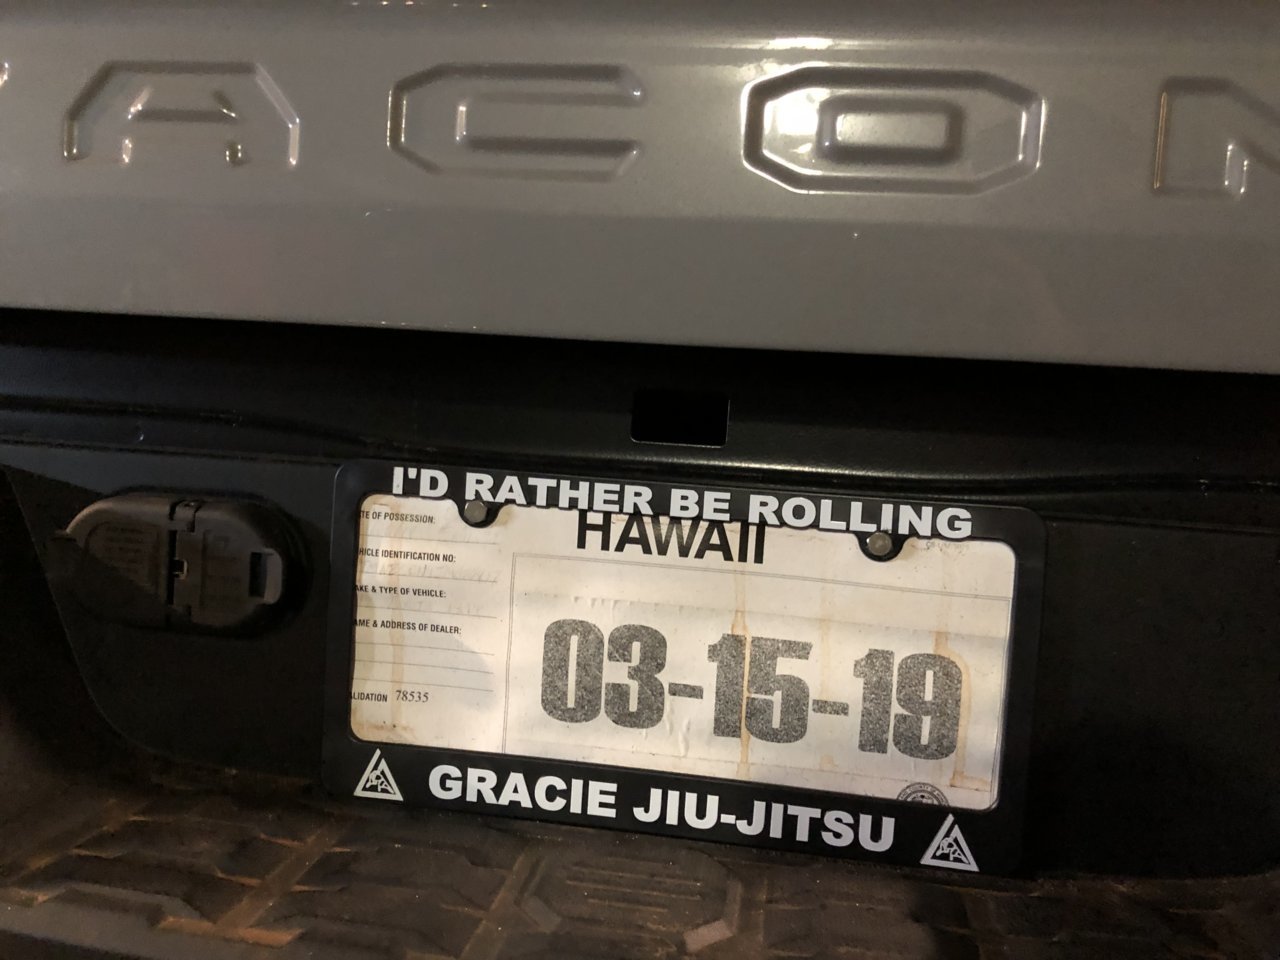 ACON
I'D RATHER BE ROLLING
HAWAII
TE OF POSSESSION:
HICLE IDENTIFICATION NO:
AKE & TYPE OF VEHICLE:
AME & ADDRESS OF DEALER:
LIDATION 78535
03-15-19
GRACIE JIU-JITSU